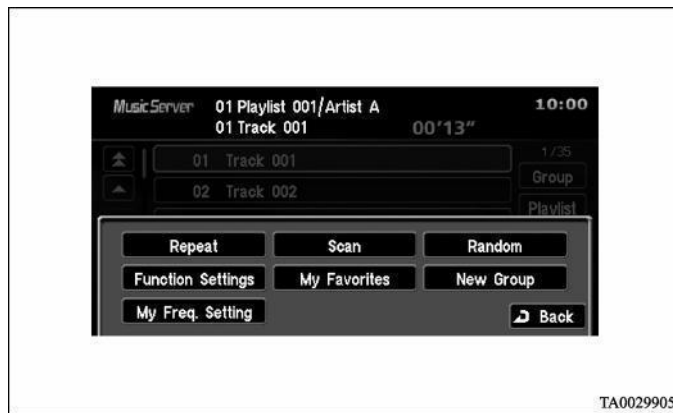 MusicServer 01 Playlist 001/Artist A 10:00
01 Track 001 00'13"
1/35
01 Track 001
Group
02 Track 002
Playlist
Repeat Scan Random
Function Settings My Favorites New Group
My Freq. Setting Back
TA0029905